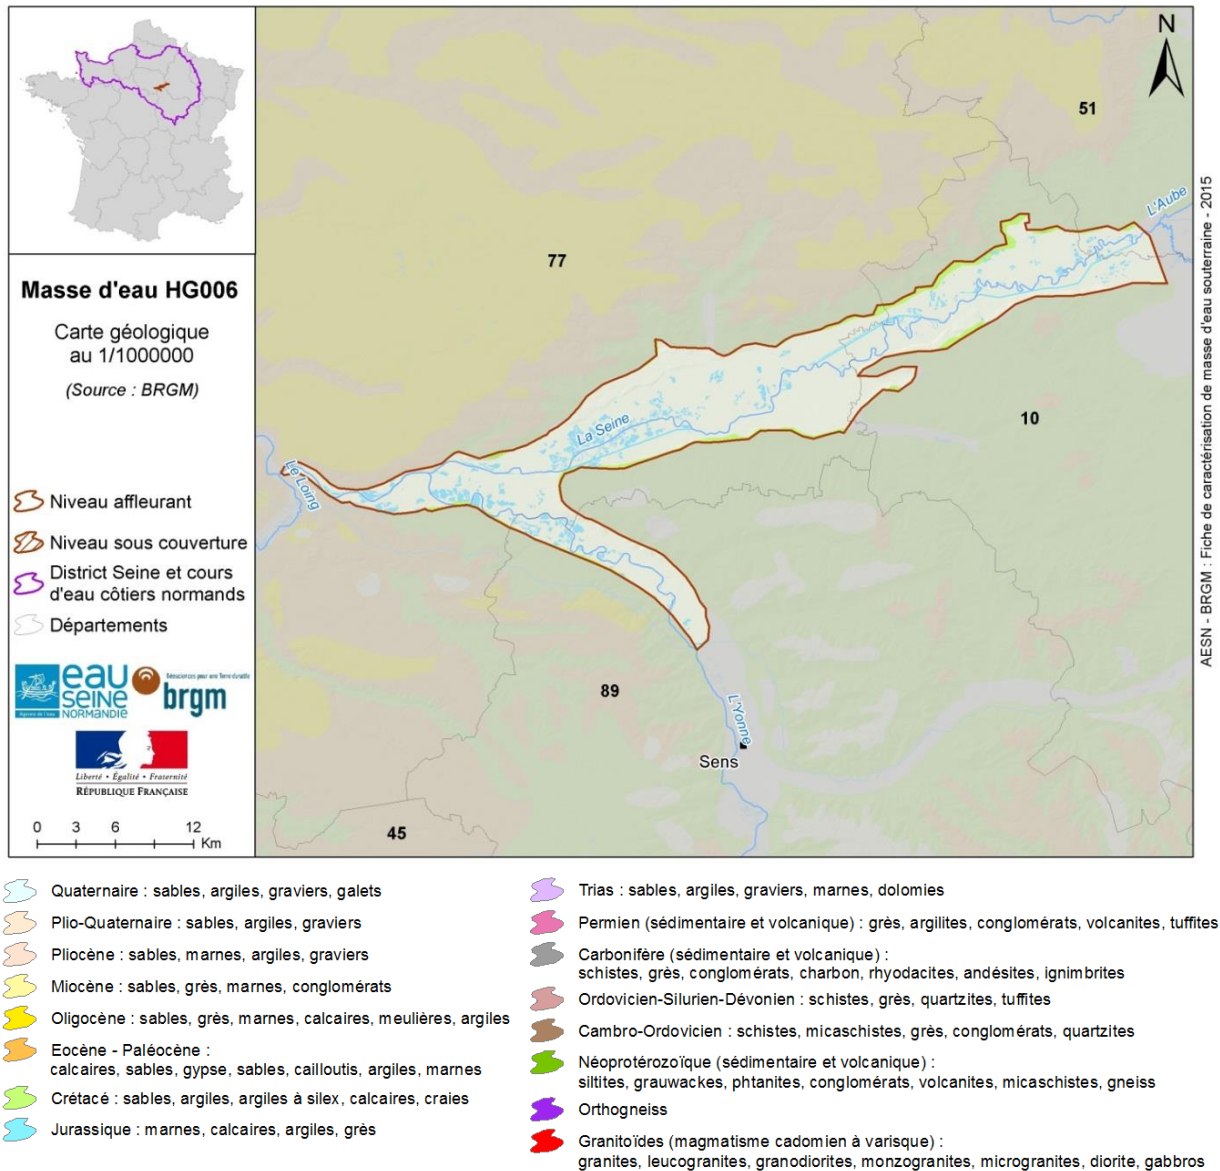 N
51
L'Aube
77
Masse d'eau HG006
Carte géologique
au 1/1000000
(Source : BRGM)
La Seine
10
Le Loing
Niveau affleurant
Niveau sous couverture
District Seine et cours
d'eau côtiers normands
Départements
eau
SEINE
NORMANDIE
Agence de l'eau
Géosciences pour une Terre durable
brgm
Liberté • Égalité • Fraternité
RÉPUBLIQUE FRANÇAISE
0 3 6 12
Km
89
L'Yonne
Sens
45
AESN - BRGM : Fiche de caractérisation de masse d'eau souterraine - 2015
Quaternaire : sables, argiles, graviers, galets
Plio-Quaternaire : sables, argiles, graviers
Pliocène : sables, marnes, argiles, graviers
Miocène : sables, grès, marnes, conglomérats
Oligocène : sables, grès, marnes, calcaires, meulières, argiles
Eocène - Paléocène :
calcaires, sables, gypse, sables, cailloutis, argiles, marnes
Crétacé : sables, argiles, argiles à silex, calcaires, craies
Jurassique : marnes, calcaires, argiles, grès
Trias : sables, argiles, graviers, marnes, dolomies
Permien (sédimentaire et volcanique) : grès, argilites, conglomérats, volcanites, tuffites
Carbonifère (sédimentaire et volcanique) :
schistes, grès, conglomérats, charbon, rhyodacites, andésites, ignimbrites
Ordovicien-Silurien-Dévonien : schistes, grès, quartzites, tuffites
Cambro-Ordovicien : schistes, micaschistes, grès, conglomérats, quartzites
Néoprotérozoïque (sédimentaire et volcanique) :
siltites, grauwackes, phtanites, conglomérats, volcanites, micaschistes, gneiss
Orthogneiss
Granitoïdes (magmatisme cadomien à varisque) :
granites, leucogranites, granodiorites, monzogranites, microgranites, diorite, gabbros